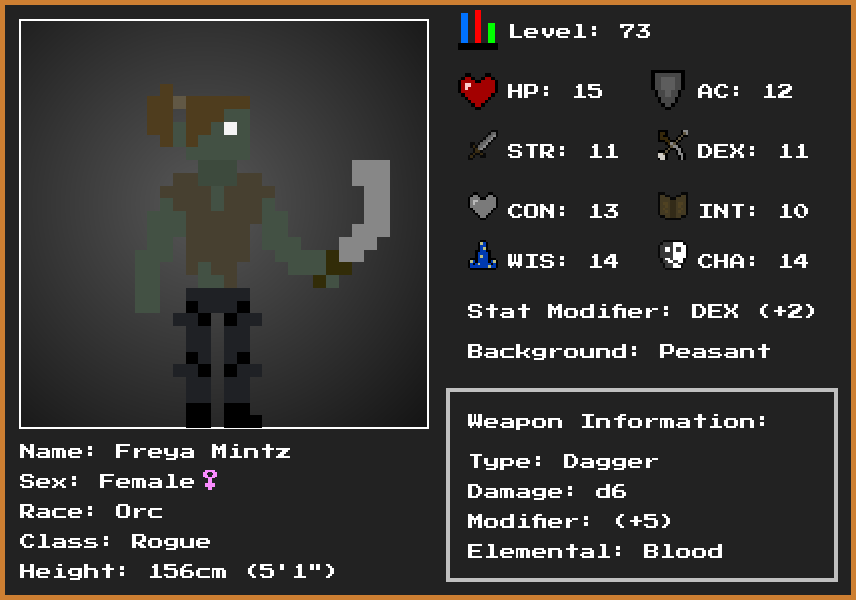 Level: 73
HP: 15
AC: 12
STR: 11
DEX: 11
CON: 13
INT: 10
WIS: 14
CHA: 14
Stat Modifier: DEX (+2)
Background: Peasant
Weapon Information:
Type: Dagger
Damage: d6
Modifier: (+5)
Elemental: Blood
Name: Freya Mintz
Sex: Female♀
Race: Orc
Class: Rogue
Height: 156cm (5'1")